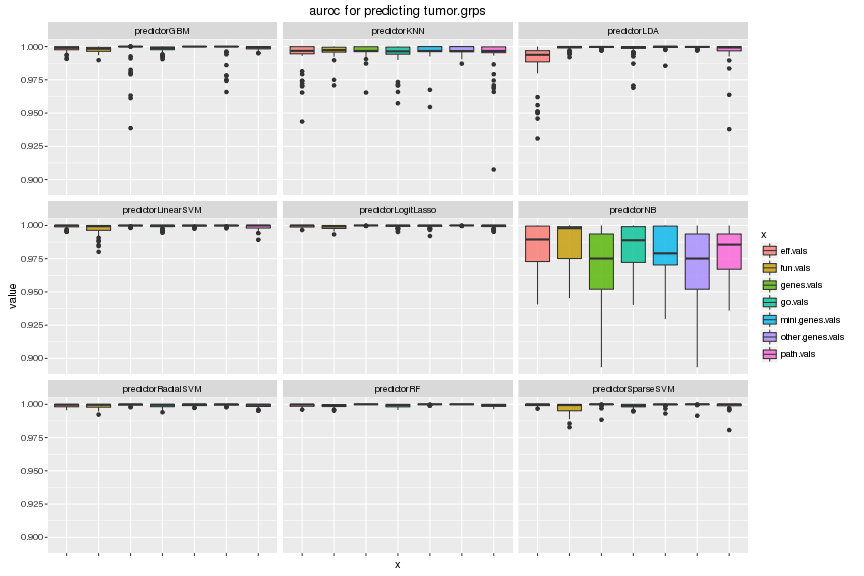 auroc for predicting tumor.grps
predictorGBM
predictorKNN
predictorLDA
1.000
0.975
0.950
0.925
0.900
predictorLinearSVM
predictorLogitLasso
predictorNB
1.000
0.975
0.950
0.925
0.900
predictorRadialSVM
predictorRF
predictorSparseSVM
1.000
0.975
0.950
0.925
0.900
value
x
x
eff.vals
fun.vals
genes.vals
go.vals
mini.genes.vals
other.genes.vals
path.vals